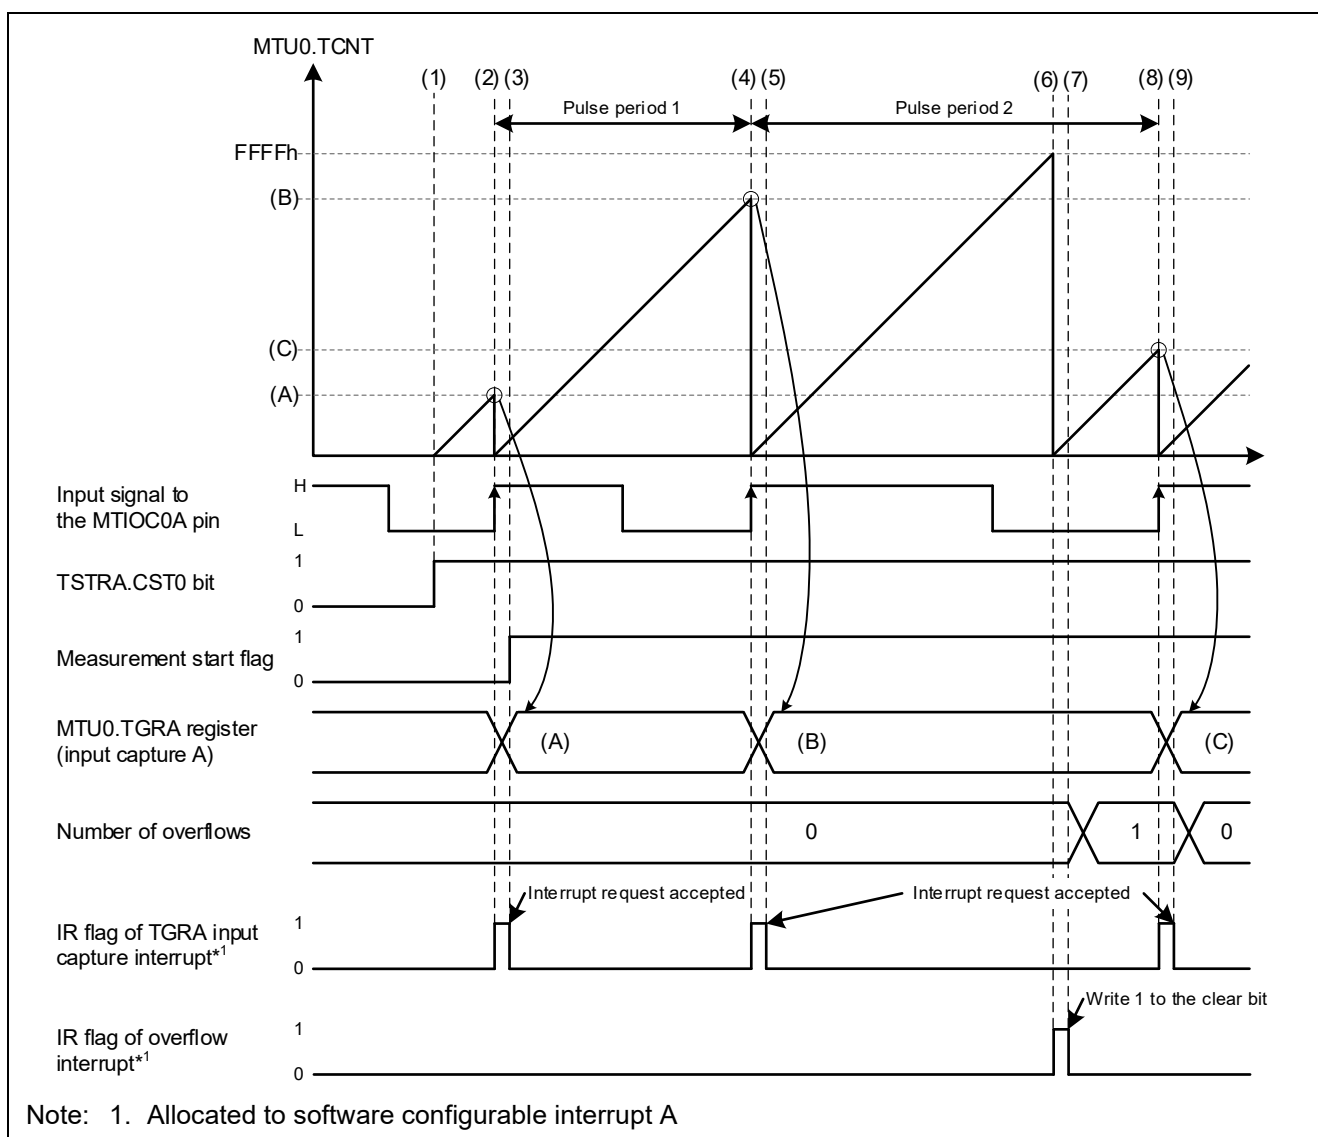 MTU0.TCNT
(1) (2) (3) (4) (5) (6) (7) (8) (9)
Pulse period 1 Pulse period 2
FFFFh
(B)
(C)
(A)
Input signal to
the MTIOC0A pin
H
L
TSTRA.CST0 bit
1
0
Measurement start flag
1
0
MTU0.TGRA register
(input capture A)
(A) (B) (C)
Number of overflows 0 1 0
Interrupt request accepted Interrupt request accepted
IR flag of TGRA input
capture interrupt*1
1
0
Write 1 to the clear bit
IR flag of overflow
interrupt*1
1
0
Note: 1. Allocated to software configurable interrupt A